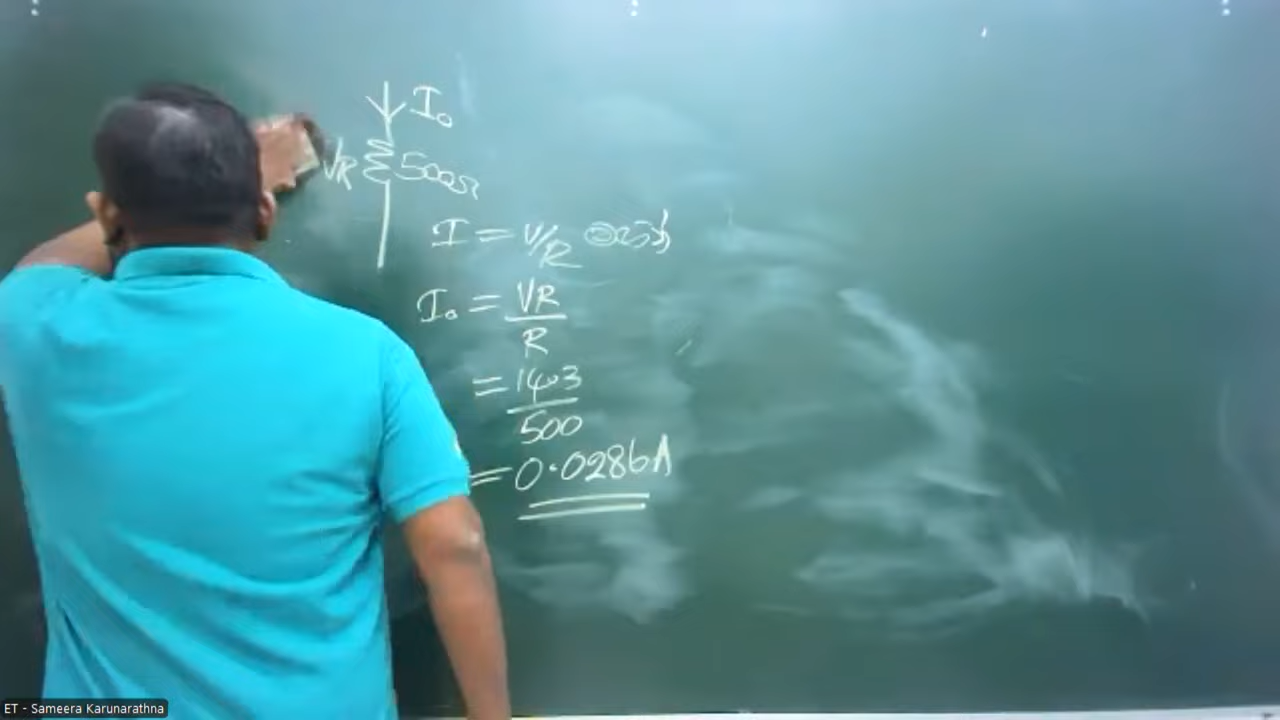 I₀
VR 500Ω
I = V/R
I₀ = VR
R
= 14.3
500
= 0.0286A
ET - Sameera Karunarathna